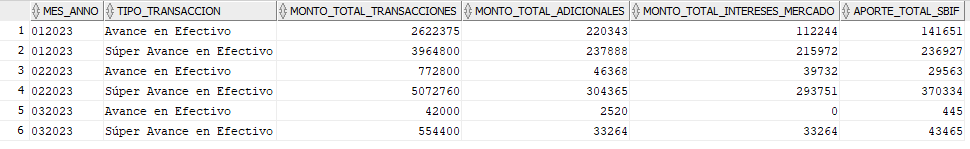 MES_ANNO TIPO_TRANSACCION MONTO_TOTAL_TRANSACCIONES MONTO_TOTAL_ADICIONALES MONTO_TOTAL_INTERESES_MERCADO APORTE_TOTAL_SBIF
1 012023 Avance en Efectivo 2622375 220343 112244 141651
2 012023 Súper Avance en Efectivo 3964800 237888 215972 236927
3 022023 Avance en Efectivo 772800 46368 39732 29563
4 022023 Súper Avance en Efectivo 5072760 304365 293751 370334
5 032023 Avance en Efectivo 42000 2520 0 445
6 032023 Súper Avance en Efectivo 554400 33264 33264 43465